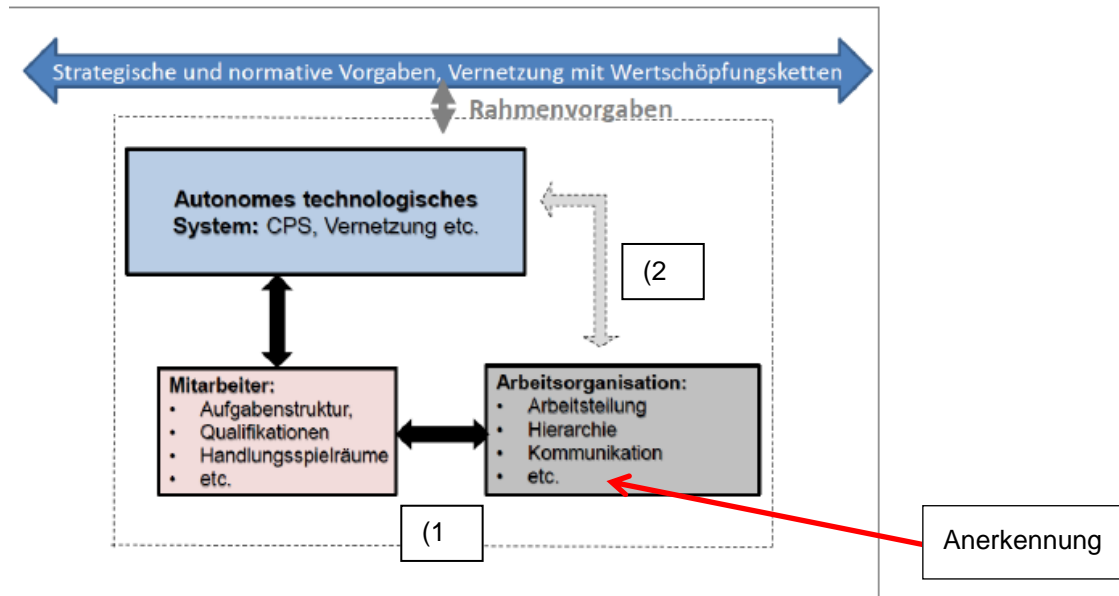 Strategische und normative Vorgaben, Vernetzung mit Wertschöpfungsketten
Rahmenvorgaben
Autonomes technologisches
System: CPS, Vernetzung etc.
(2
Mitarbeiter:
• Aufgabenstruktur,
• Qualifikationen
• Handlungsspielräume
• etc.
Arbeitsorganisation:
• Arbeitsteilung
• Hierarchie
• Kommunikation
• etc.
(1
Anerkennung